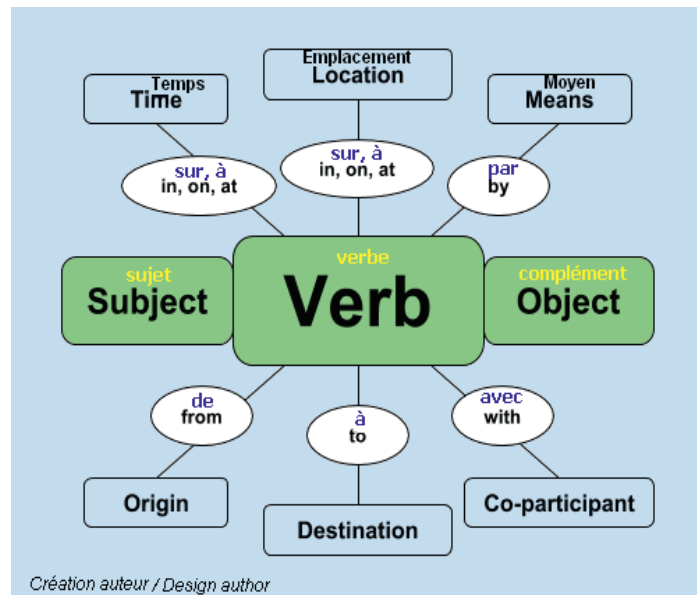 Emplacement
Location
Temps
Time
Moyen
Means
sur, à
in, on, at
sur, à
in, on, at
par
by
sujet
Subject
verbe
Verb
complément
Object
de
from
à
to
avec
with
Origin
Destination
Co-participant
Création auteur / Design author